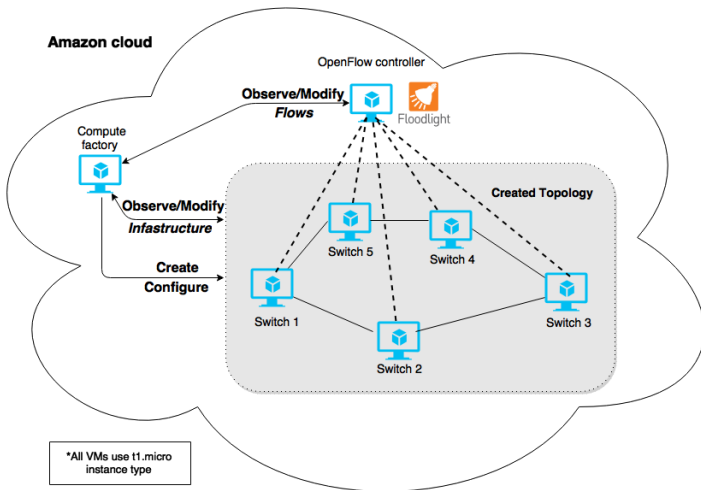 Amazon cloud
OpenFlow controller
Observe/Modify
Flows
Floodlight
Compute
factory
Observe/Modify
Infastructure
Created Topology
Switch 5
Switch 4
Create
Configure
Switch 1
Switch 3
Switch 2
*All VMs use t1.micro
instance type